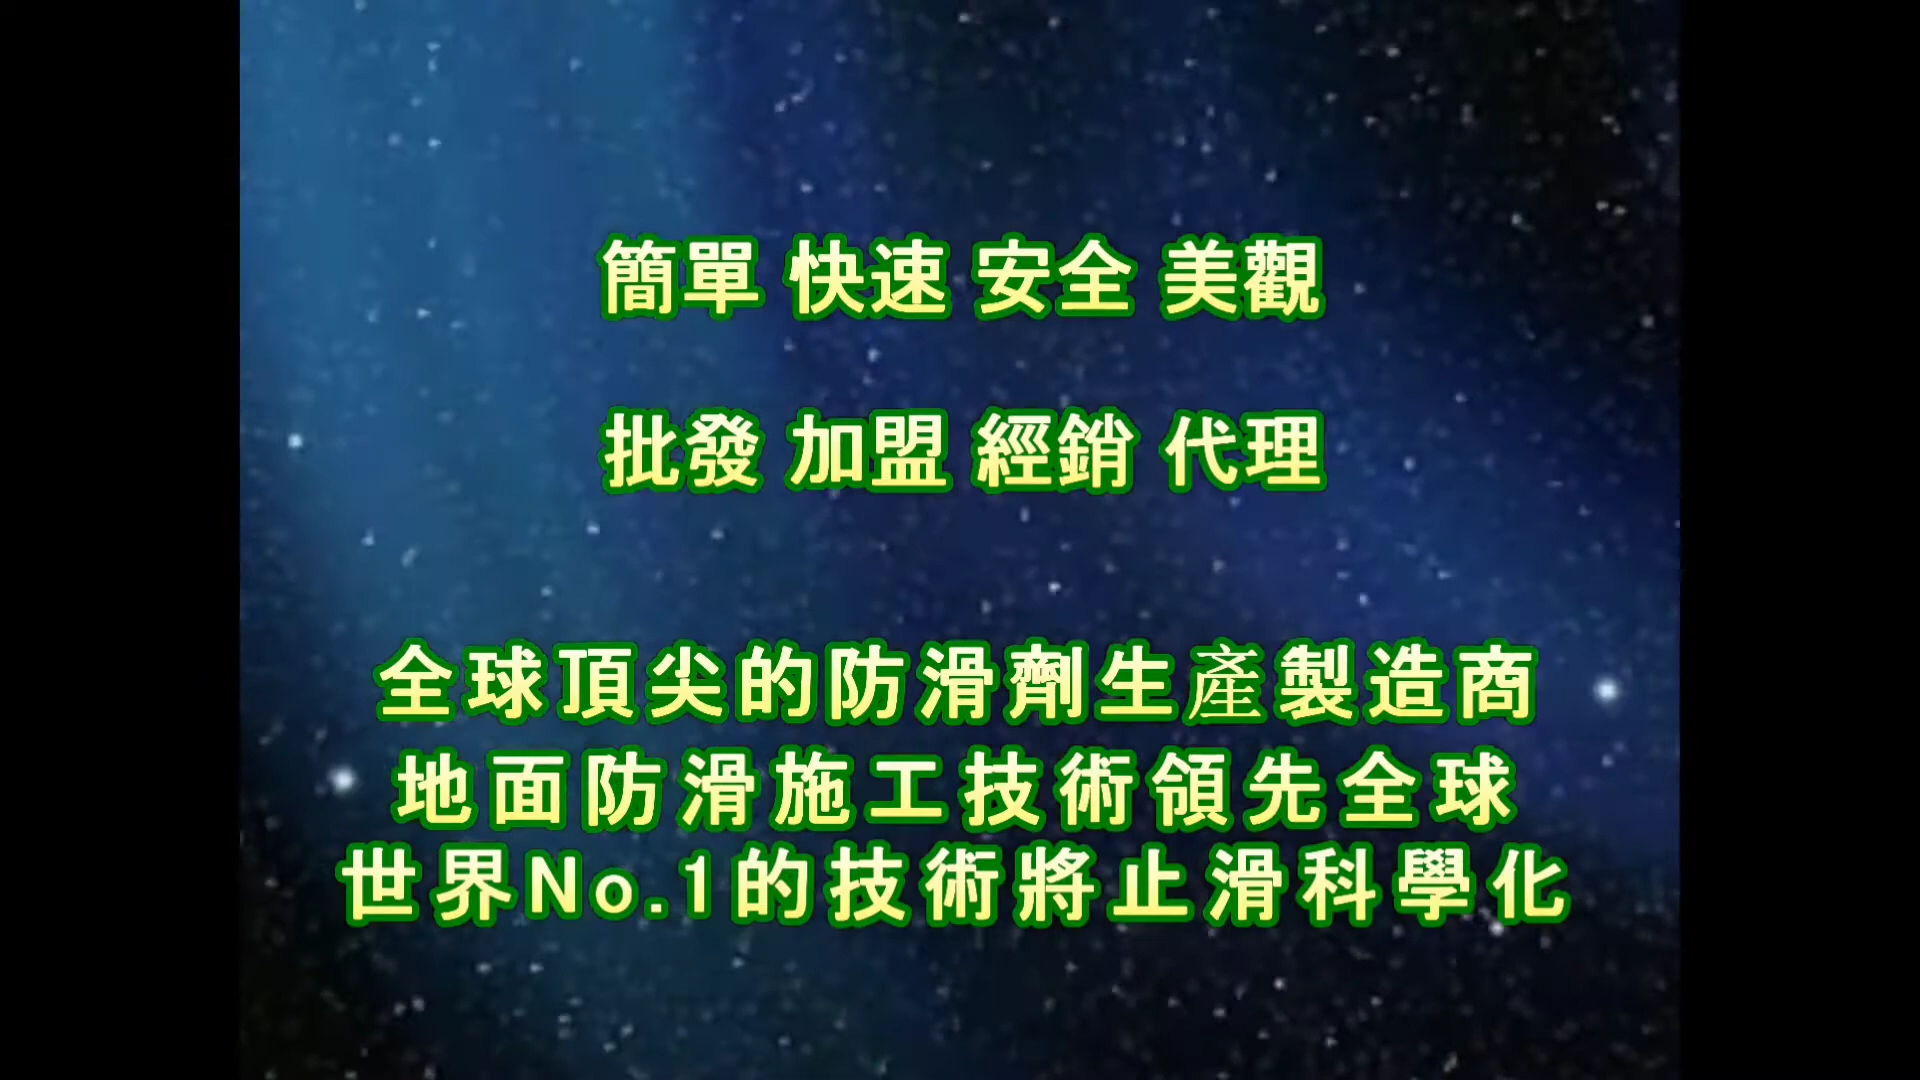 簡單 快速 安全 美觀
批發 加盟 經銷 代理
全球頂尖的防滑劑生產製造商
地面防滑施工技術領先全球
世界No.1的技術將止滑科學化